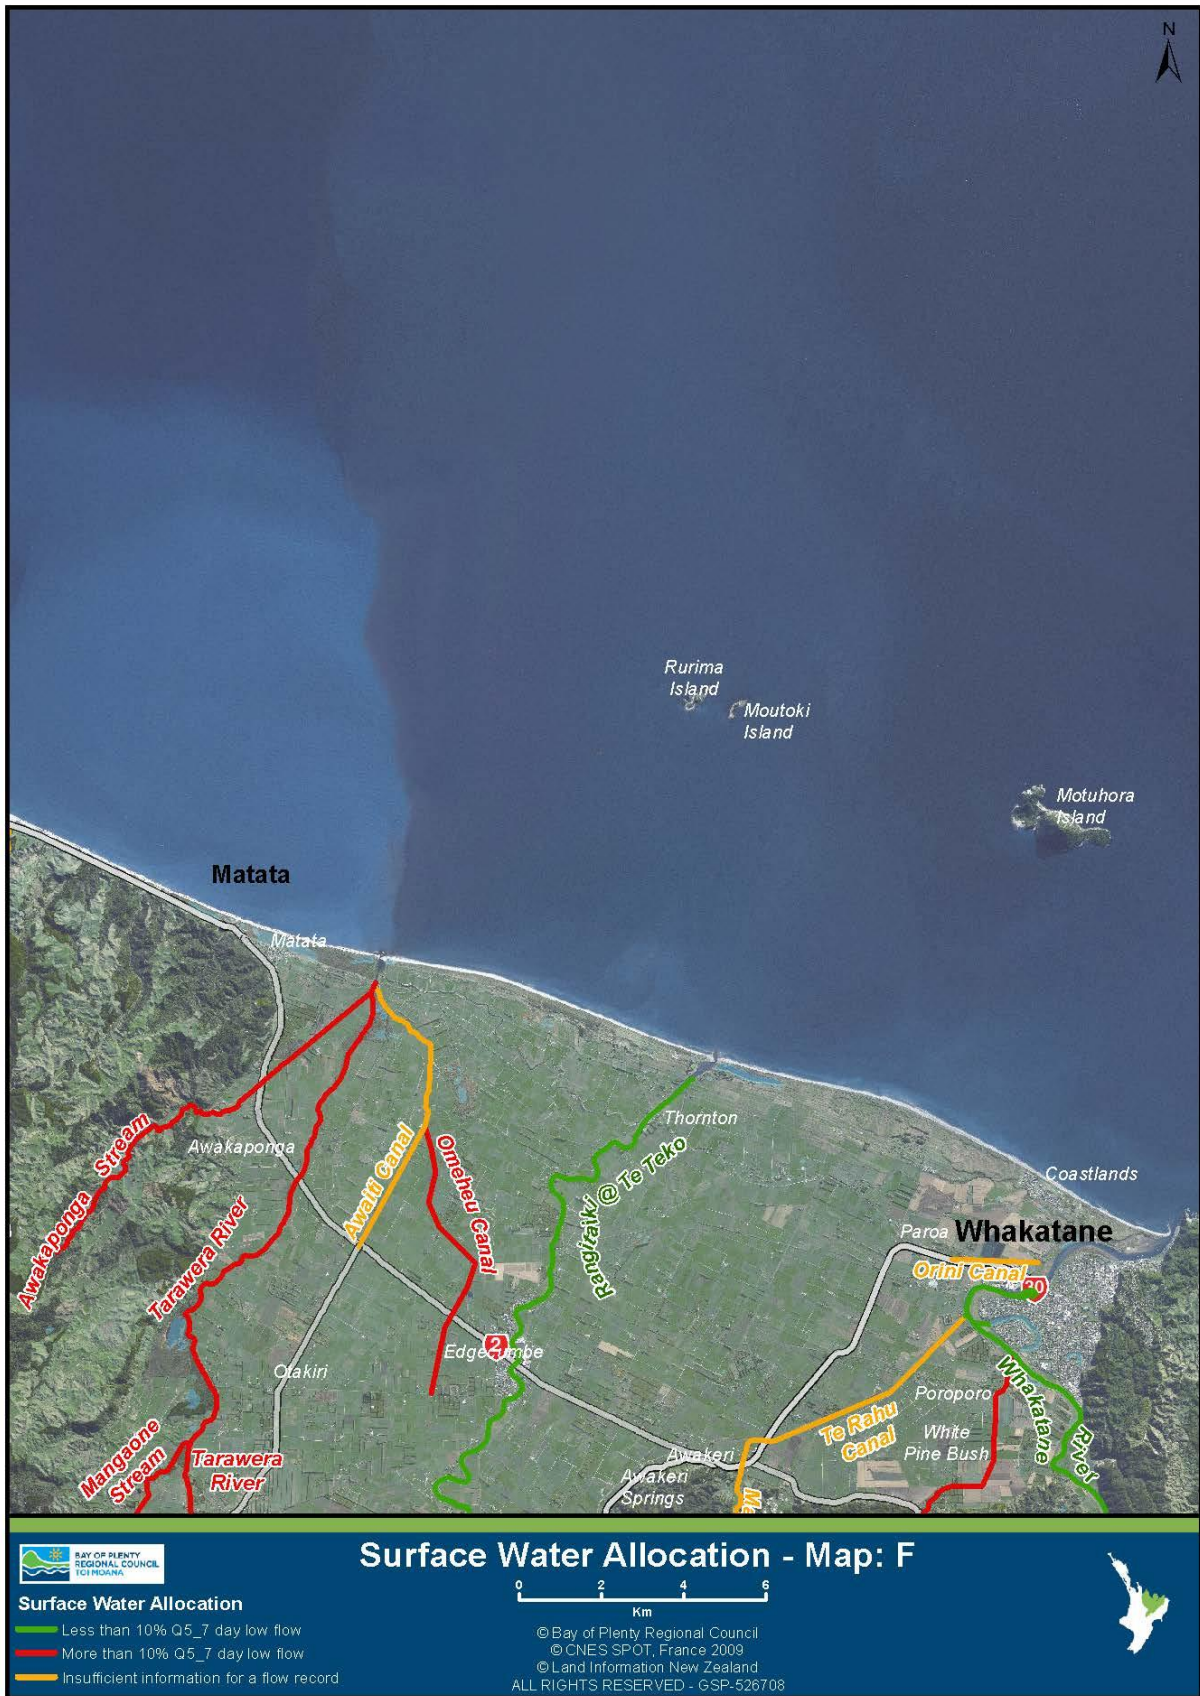 N
Rurima
Island
Moutoki
Island
Motuhora
Island
Matata
Matata
Thornton
Awakaponga
Awakaponga Stream
Tarawera River
Awaiti Canal
Omeheu Canal
Rangitaiki @ Te Teko
Coastlands
Paroa
Whakatane
Orini Canal
2
Edgecumbe
Otakiri
Poroporo
Whakatane River
White
Pine Bush
Te Rahu
Canal
Mangaone
Stream
Tarawera
River
Awakeri
Awakeri
Springs
Ma
BAY OF PLENTY
REGIONAL COUNCIL
TOI MOANA
Surface Water Allocation - Map: F
0 2 4 6
Km
Surface Water Allocation
Less than 10% Q5_7 day low flow
More than 10% Q5_7 day low flow
Insufficient information for a flow record
© Bay of Plenty Regional Council
© CNES SPOT, France 2009
© Land Information New Zealand
ALL RIGHTS RESERVED - GSP-526708